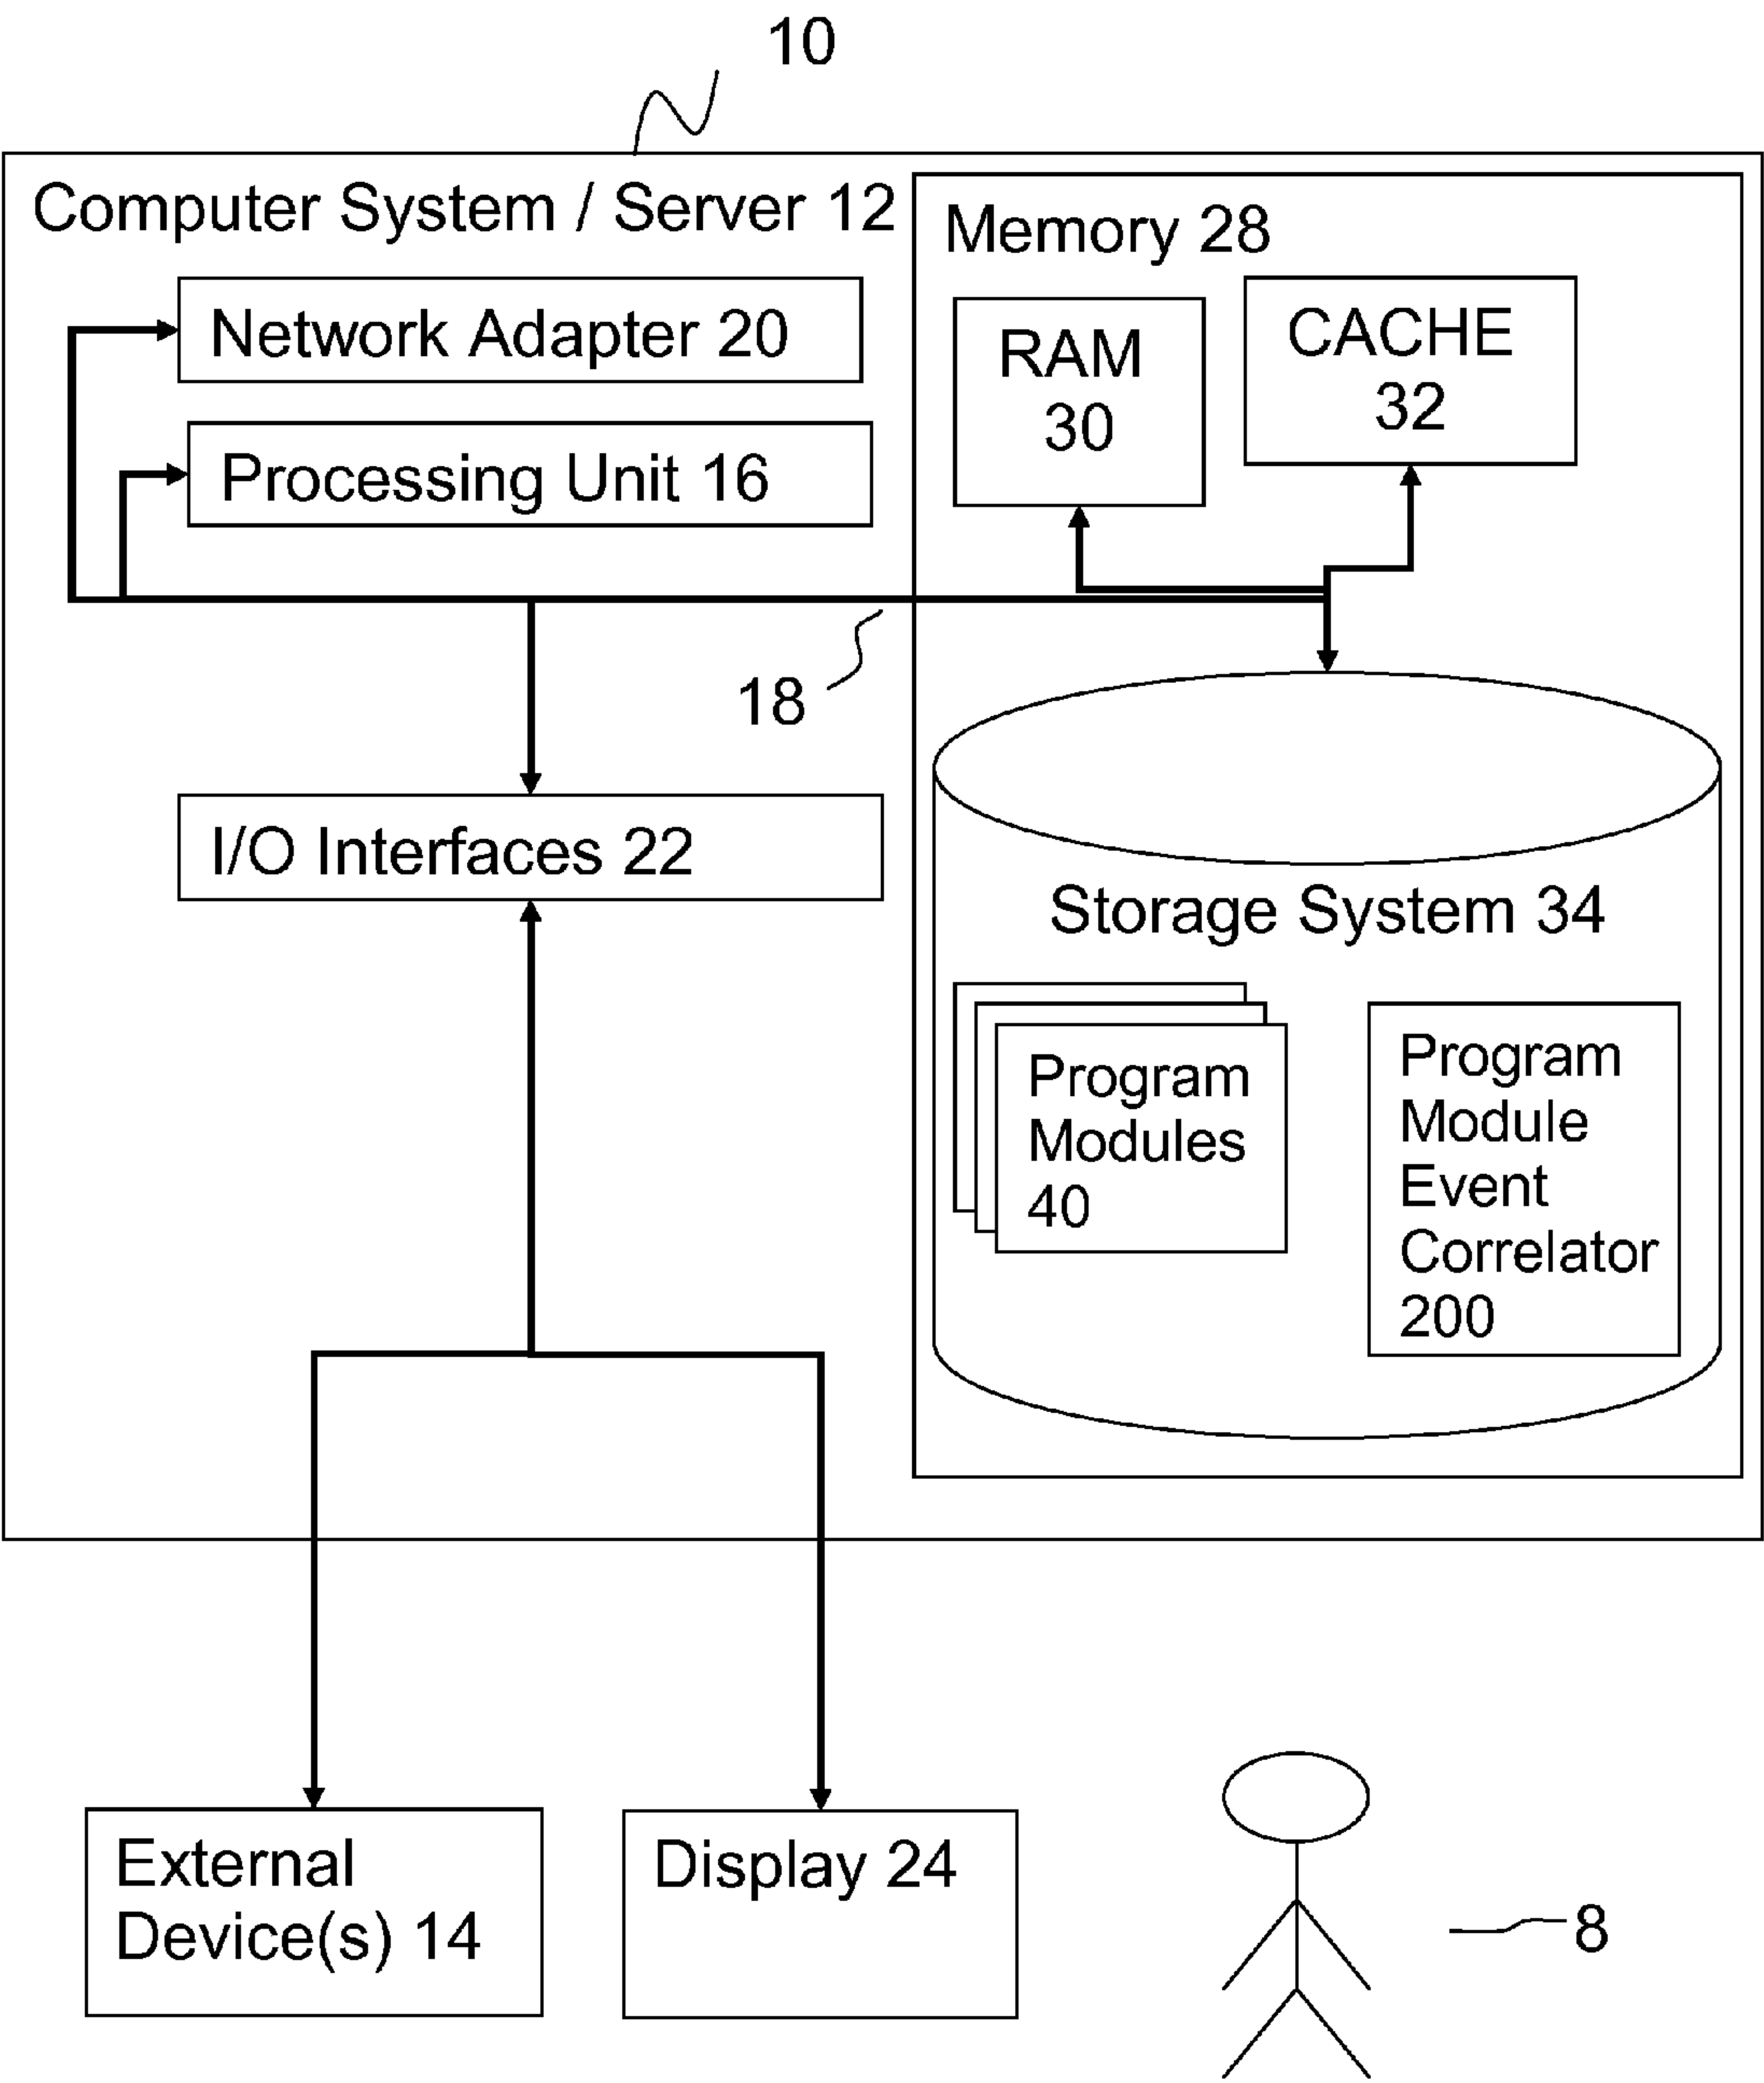 10
Computer System / Server 12
Network Adapter 20
Processing Unit 16
Memory 28
RAM
30
CACHE
32
18
I/O Interfaces 22
Storage System 34
Program
Modules
40
Program
Module
Event
Correlator
200
External
Device(s) 14
Display 24
8